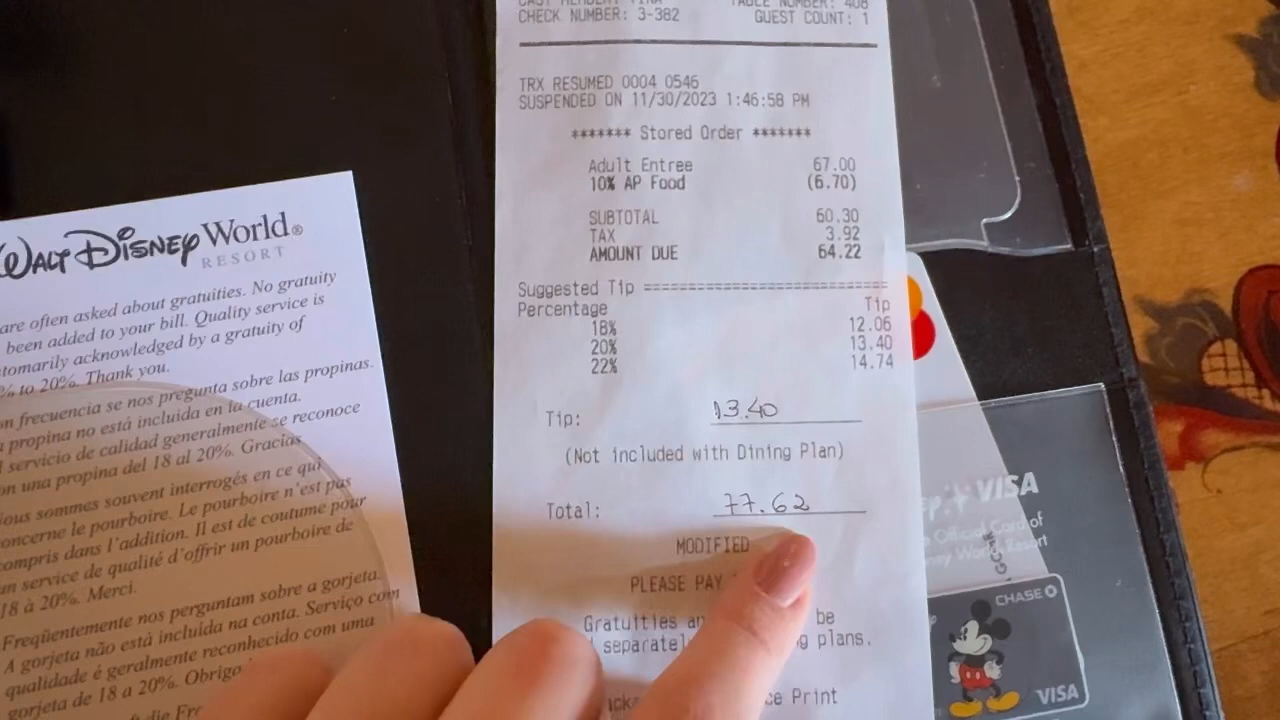 CHECK NUMBER: 3-382 GUEST COUNT: 1
TRX RESUMED 0004 0546
SUSPENDED ON 11/30/2023 1:46:58 PM
******* Stored Order *******
Adult Entree 67.00
10% AP Food (6.70)
SUBTOTAL 60.30
TAX 3.92
AMOUNT DUE 64.22
Suggested Tip ==========================
Percentage Tip
18% 12.06
20% 13.40
22% 14.74
Tip: 13.40
(Not included with Dining Plan)
Total: 77.62
MODIFIED
PLEASE PAY
Gratuities be
separatel plans.
Print
WALT DISNEY World®
RESORT
are often asked about gratuities. No gratuity
been added to your bill. Quality service is
tomarily acknowledged by a gratuity of
% to 20%. Thank you.
on frecuencia se nos pregunta sobre las propinas.
propina no está incluida en la cuenta.
servicio de calidad generalmente se reconoce
on una propina del 18 al 20%. Gracias
Nous sommes souvent interrogés en ce qui
concerne le pourboire. Le pourboire n'est pas
compris dans l'addition. Il est de coutume pour
un service de qualité d'offrir un pourboire de
18 à 20%. Merci.
Freqüentemente nos perguntam sobre a gorjeta.
A gorjeta não está incluída na conta. Serviço com
qualidade é geralmente reconhecido com uma
gorjeta de 18 a 20%. Obrigo
die Fre
VISA
Official Card of
World Resort
CHASE
VISA